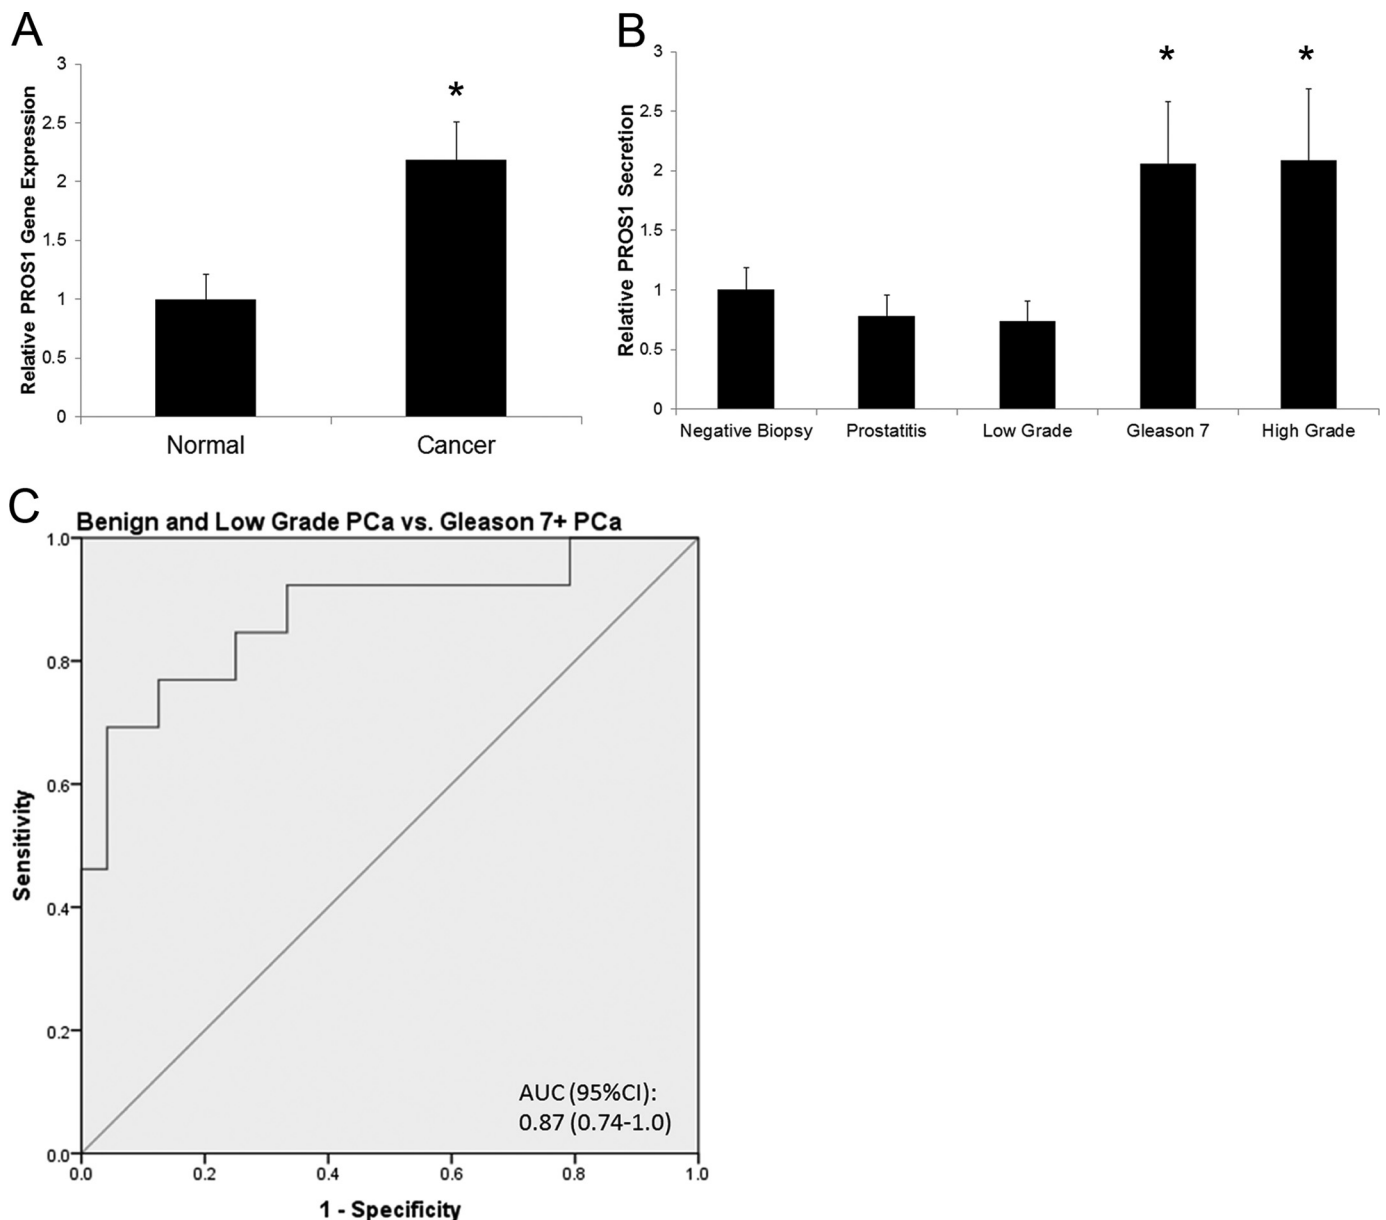 A
Relative PROS1 Gene Expression
3
2.5
2
1.5
1
0.5
0
*
Normal
Cancer
B
Relative PROS1 Secretion
3
2.5
2
1.5
1
0.5
0
*
*
Negative Biopsy
Prostatitis
Low Grade
Gleason 7
High Grade
C
Benign and Low Grade PCa vs. Gleason 7+ PCa
Sensitivity
1.0
0.8
0.6
0.4
0.2
0.0
AUC (95%CI):
0.87 (0.74-1.0)
0.0
0.2
0.4
0.6
0.8
1.0
1 - Specificity